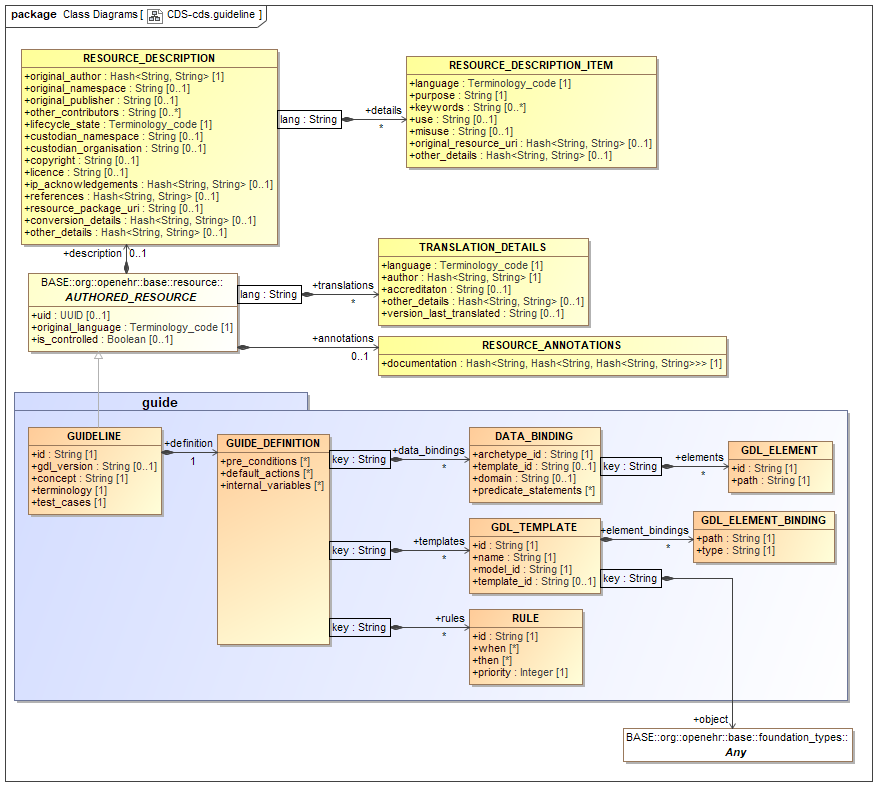 package Class Diagrams [ CDS-cds.guideline ]
RESOURCE_DESCRIPTION
+original_author : Hash<String, String> [1]
+original_namespace : String [0..1]
+original_publisher : String [0..1]
+other_contributors : String [0..*]
+lifecycle_state : Terminology_code [1]
+custodian_namespace : String [0..1]
+custodian_organisation : String [0..1]
+copyright : String [0..1]
+licence : String [0..1]
+ip_acknowledgements : Hash<String, String> [0..1]
+references : Hash<String, String> [0..1]
+resource_package_uri : String [0..1]
+conversion_details : Hash<String, String> [0..1]
+other_details : Hash<String, String> [0..1]
lang : String
+details
*
RESOURCE_DESCRIPTION_ITEM
+language : Terminology_code [1]
+purpose : String [1]
+keywords : String [0..*]
+use : String [0..1]
+misuse : String [0..1]
+original_resource_uri : Hash<String, String> [0..1]
+other_details : Hash<String, String> [0..1]
+description 0..1
BASE::org::openehr::base::resource::
AUTHORED_RESOURCE
+uid : UUID [0..1]
+original_language : Terminology_code [1]
+is_controlled : Boolean [0..1]
lang : String
+translations
*
TRANSLATION_DETAILS
+language : Terminology_code [1]
+author : Hash<String, String> [1]
+accreditaton : String [0..1]
+other_details : Hash<String, String> [0..1]
+version_last_translated : String [0..1]
+annotations
0..1
RESOURCE_ANNOTATIONS
+documentation : Hash<String, Hash<String, Hash<String, String>>> [1]
guide
GUIDELINE
+id : String [1]
+gdl_version : String [0..1]
+concept : String [1]
+terminology [1]
+test_cases [1]
+definition
1
GUIDE_DEFINITION
+pre_conditions [*]
+default_actions [*]
+internal_variables [*]
key : String
+data_bindings
*
DATA_BINDING
+archetype_id : String [1]
+template_id : String [0..1]
+domain : String [0..1]
+predicate_statements [*]
key : String
+elements
*
GDL_ELEMENT
+id : String [1]
+path : String [1]
key : String
+templates
*
GDL_TEMPLATE
+id : String [1]
+name : String [1]
+model_id : String [1]
+template_id : String [0..1]
+element_bindings
*
GDL_ELEMENT_BINDING
+path : String [1]
+type : String [1]
key : String
key : String
+rules
*
RULE
+id : String [1]
+when [*]
+then [*]
+priority : Integer [1]
+object
BASE::org::openehr::base::foundation_types::
Any